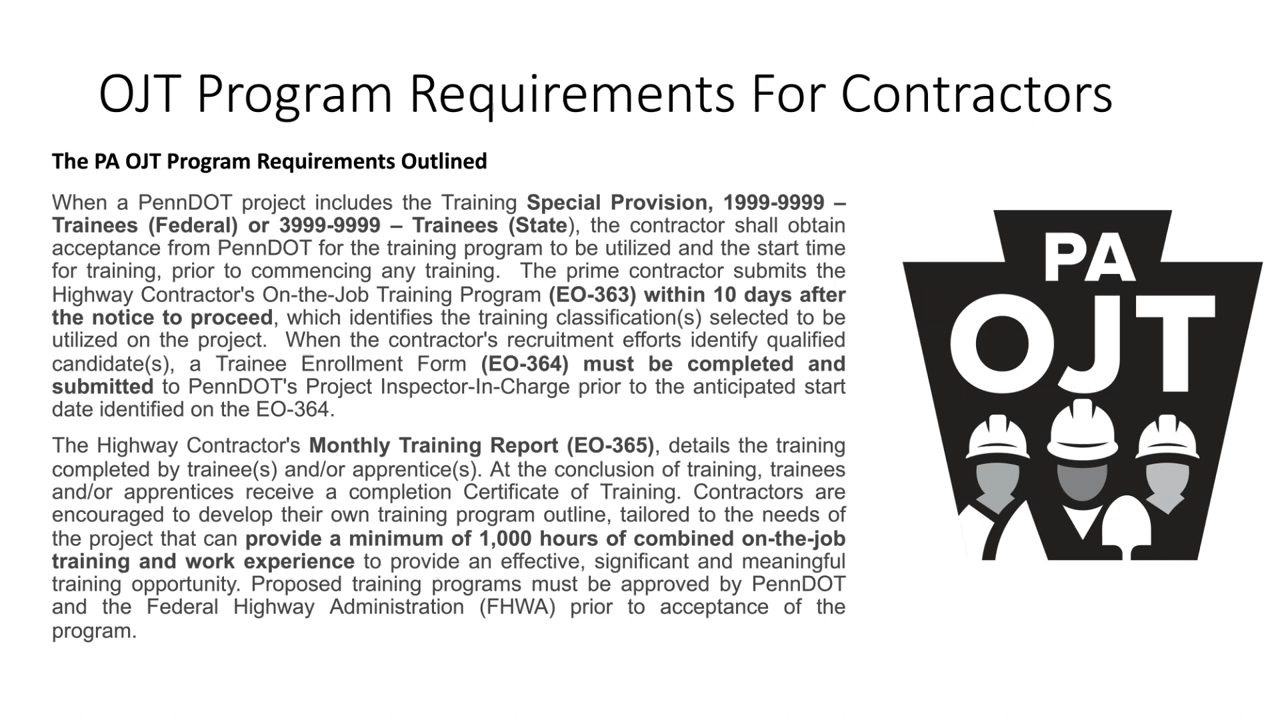 OJT Program Requirements For Contractors
The PA OJT Program Requirements Outlined
When a PennDOT project includes the Training Special Provision, 1999-9999 –
Trainees (Federal) or 3999-9999 – Trainees (State), the contractor shall obtain
acceptance from PennDOT for the training program to be utilized and the start time
for training, prior to commencing any training. The prime contractor submits the
Highway Contractor's On-the-Job Training Program (EO-363) within 10 days after
the notice to proceed, which identifies the training classification(s) selected to be
utilized on the project. When the contractor's recruitment efforts identify qualified
candidate(s), a Trainee Enrollment Form (EO-364) must be completed and
submitted to PennDOT's Project Inspector-In-Charge prior to the anticipated start
date identified on the EO-364.
The Highway Contractor's Monthly Training Report (EO-365), details the training
completed by trainee(s) and/or apprentice(s). At the conclusion of training, trainees
and/or apprentices receive a completion Certificate of Training. Contractors are
encouraged to develop their own training program outline, tailored to the needs of
the project that can provide a minimum of 1,000 hours of combined on-the-job
training and work experience to provide an effective, significant and meaningful
training opportunity. Proposed training programs must be approved by PennDOT
and the Federal Highway Administration (FHWA) prior to acceptance of the
program.
PA
OJT